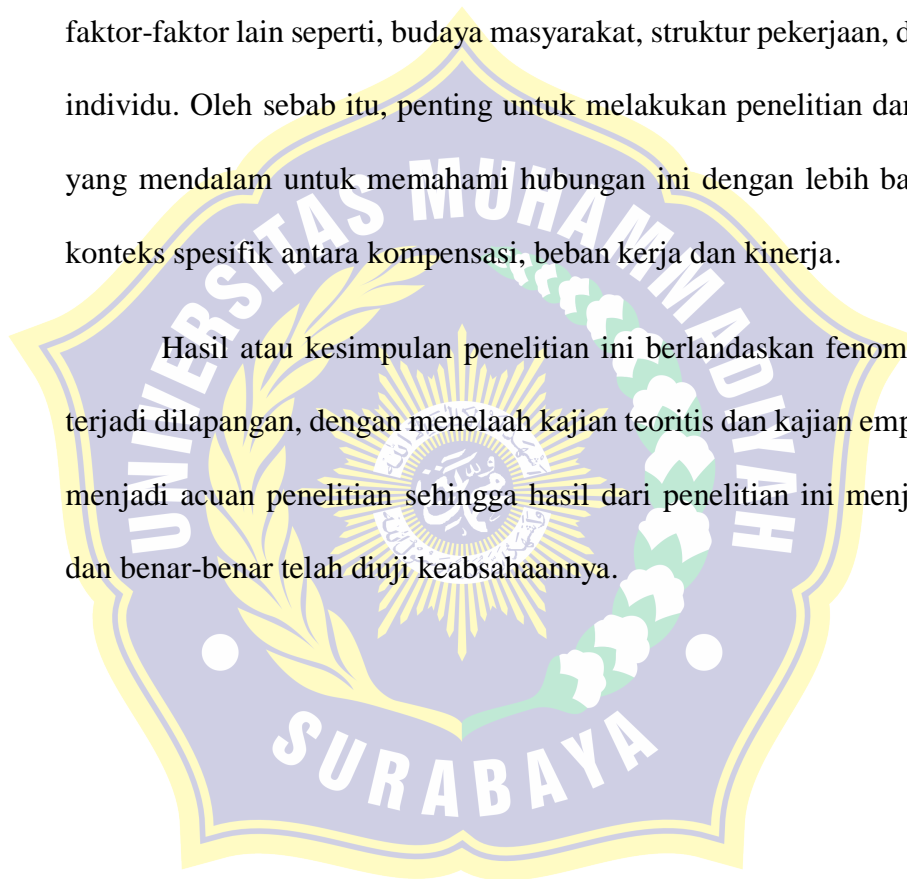 faktor-faktor lain seperti, budaya masyarakat, struktur pekerjaan, d
individu. Oleh sebab itu, penting untuk melakukan penelitian dar
yang mendalam untuk memahami hubungan ini dengan lebih ba
konteks spesifik antara kompensasi, beban kerja dan kinerja.
Hasil atau kesimpulan penelitian ini berlandaskan fenom
terjadi dilapangan, dengan menelaah kajian teoritis dan kajian emp
menjadi acuan penelitian sehingga hasil dari penelitian ini menj
dan benar-benar telah diuji keabsahaannya.
UNIVERSITAS MUHAMMADIYAH
SURABAYA